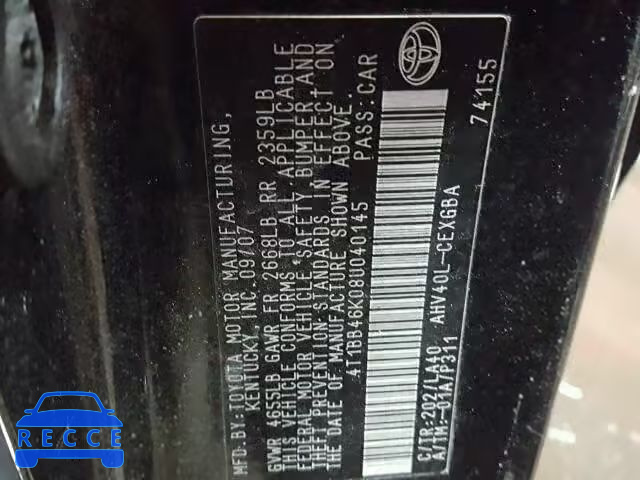 MFD. BY: TOYOTA MOTOR MANUFACTURING,
KENTUCKY, INC. 09/07
GVWR 4655LB GAWR FR 2668LB RR 2359LB
THIS VEHICLE CONFORMS TO ALL APPLICABLE
FEDERAL MOTOR VEHICLE SAFETY, BUMPER, AND
THEFT PREVENTION STANDARDS IN EFFECT ON
THE DATE OF MANUFACTURE SHOWN ABOVE.
4T1BB46K08U040145 PASS.CAR
C/TR:202/LA40 AHV40L-CEXGBA
A/TM:-01A/P311 74155
RECCE